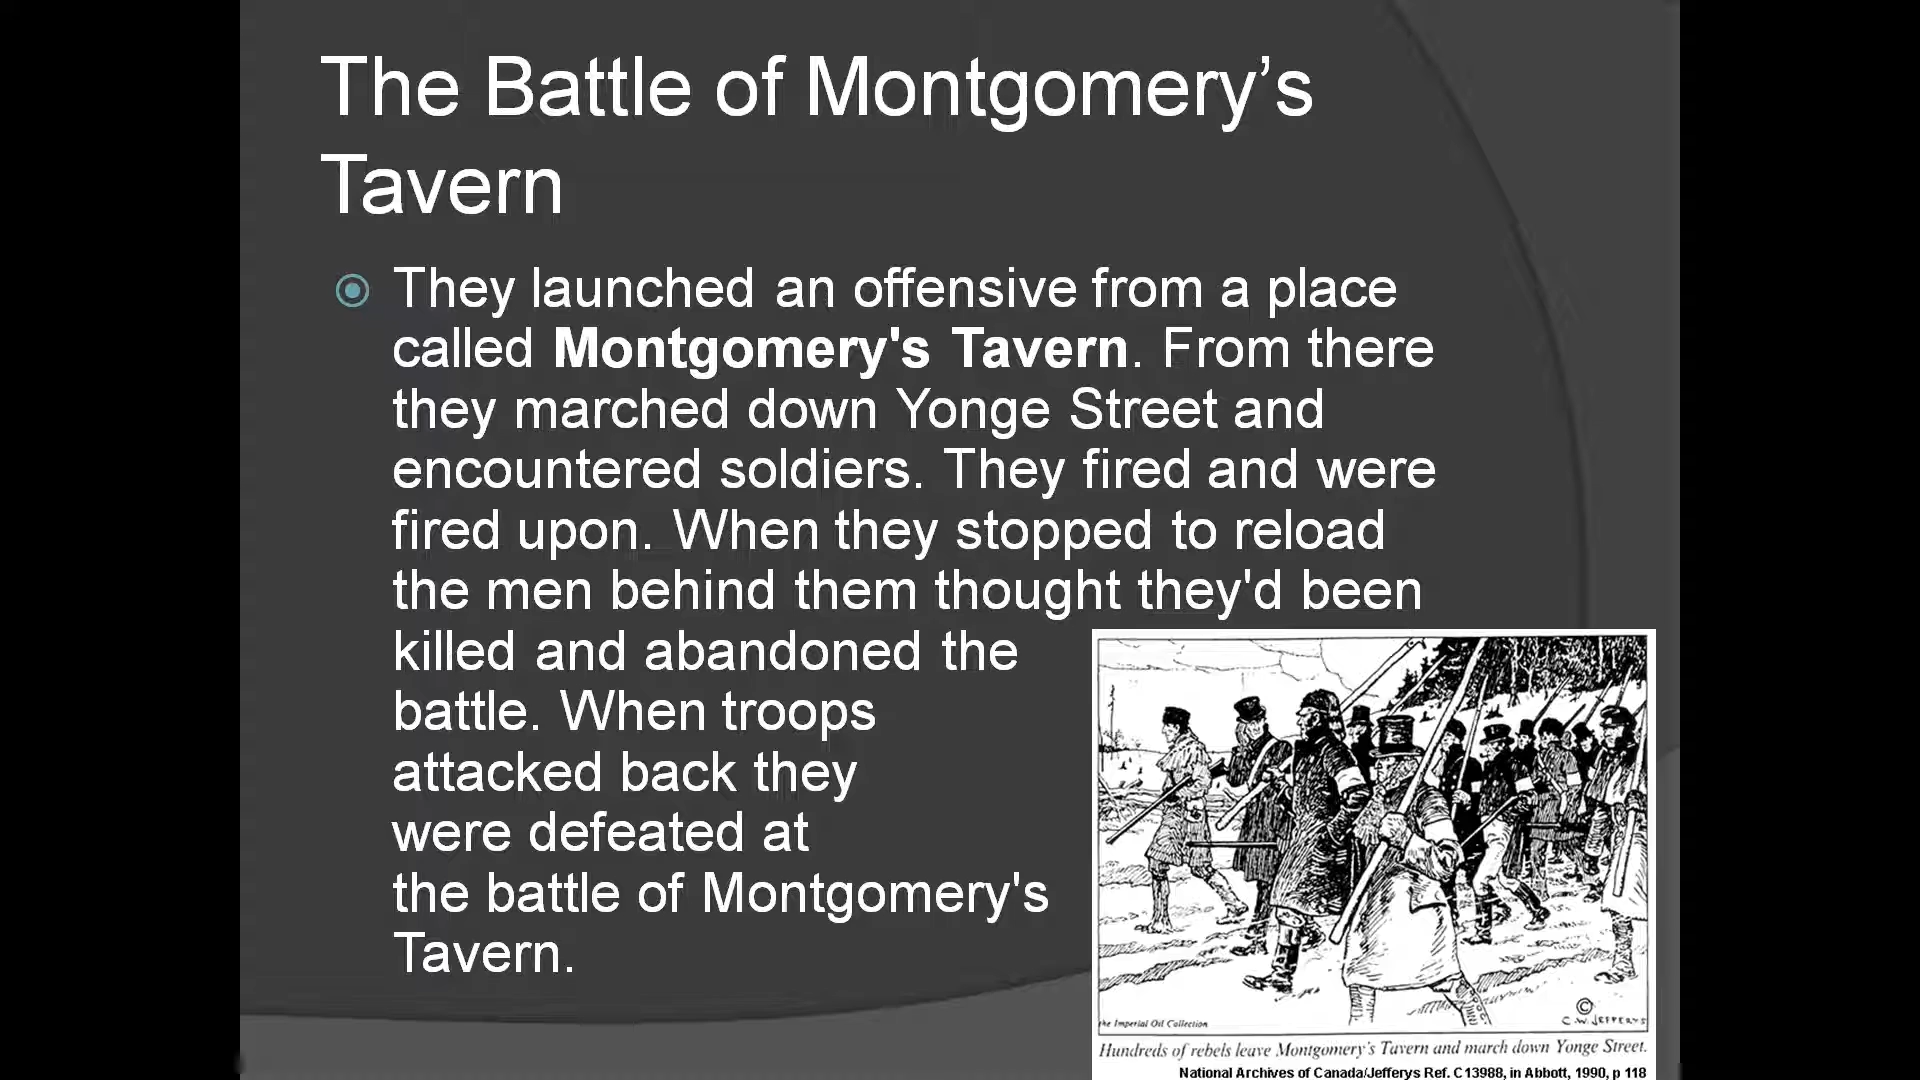 The Battle of Montgomery’s
Tavern
They launched an offensive from a place
called Montgomery's Tavern. From there
they marched down Yonge Street and
encountered soldiers. They fired and were
fired upon. When they stopped to reload
the men behind them thought they'd been
killed and abandoned the
battle. When troops
attacked back they
were defeated at
the battle of Montgomery's
Tavern.
the Imperial Oil Collection
©
C.W. JEFFERYS
Hundreds of rebels leave Montgomery's Tavern and march down Yonge Street.
National Archives of Canada/Jefferys Ref. C13988, in Abbott, 1990, p 118